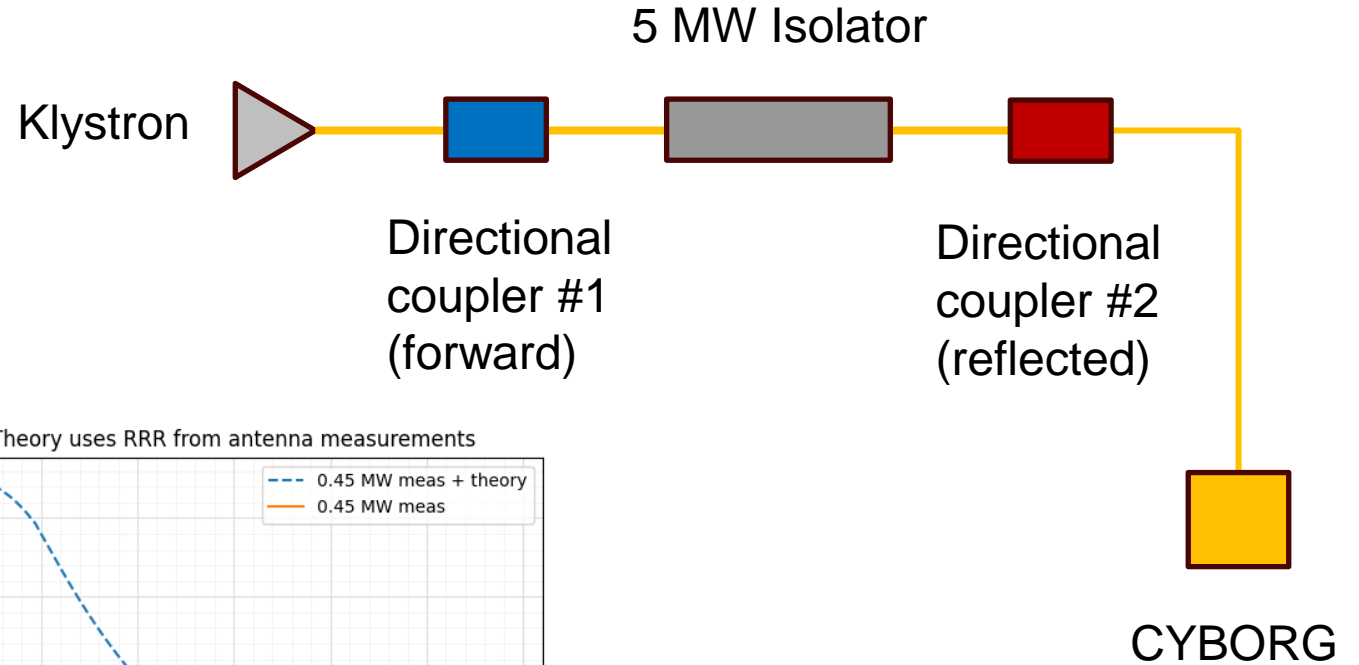 5 MW Isolator
Klystron
Directional
coupler #1
(forward)
Directional
coupler #2
(reflected)
Theory uses RRR from antenna measurements
0.45 MW meas + theory
0.45 MW meas
CYBORG